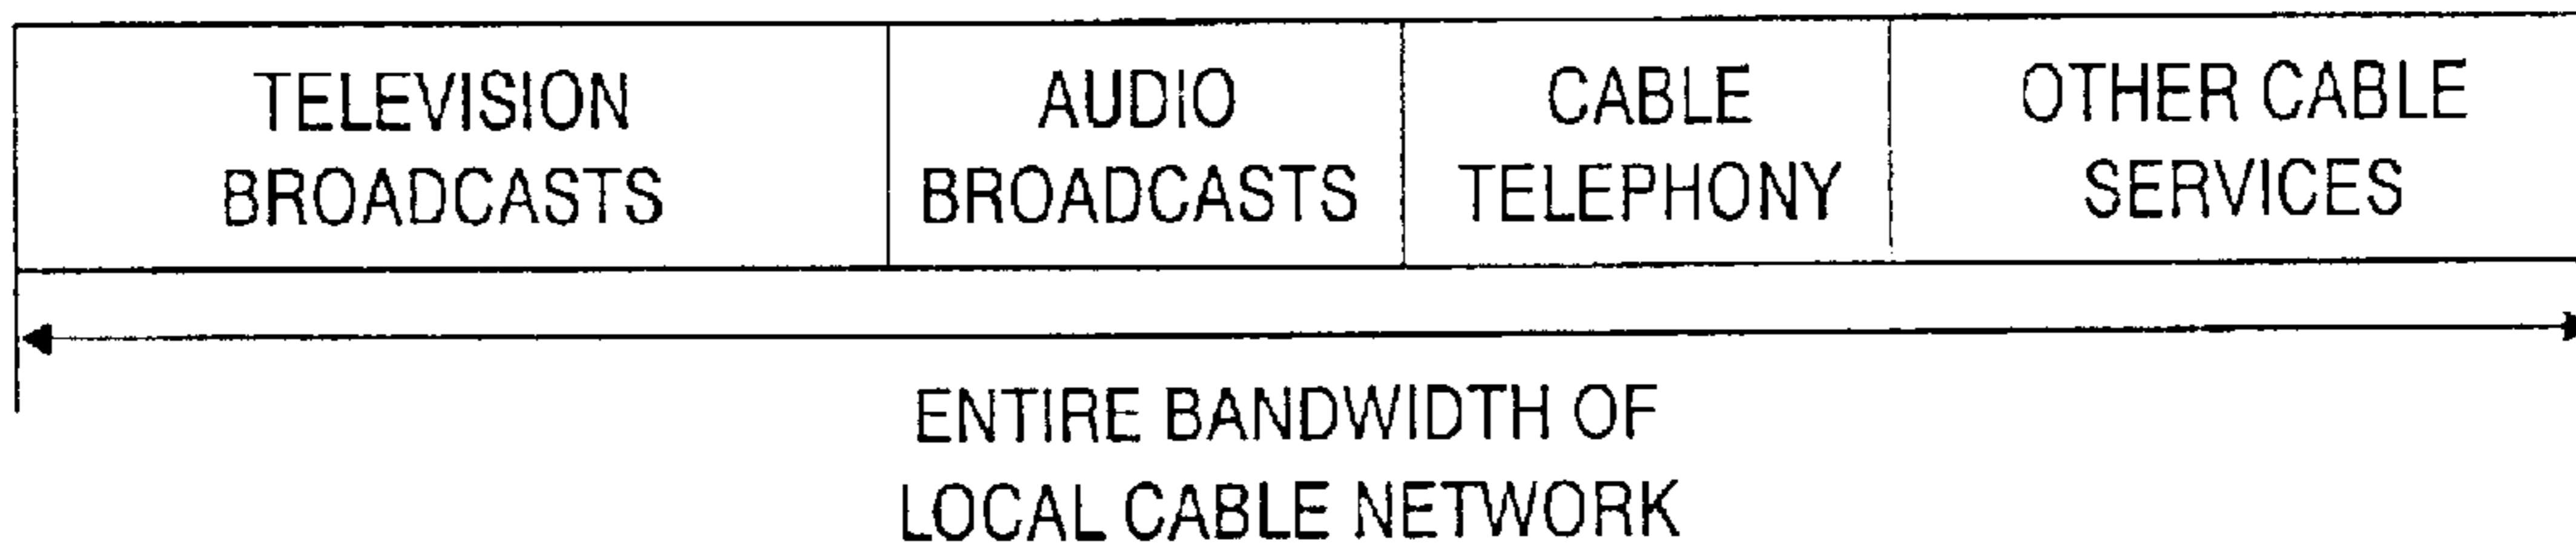 TELEVISION
BROADCASTS
AUDIO
BROADCASTS
CABLE
TELEPHONY
OTHER CABLE
SERVICES
ENTIRE BANDWIDTH OF
LOCAL CABLE NETWORK